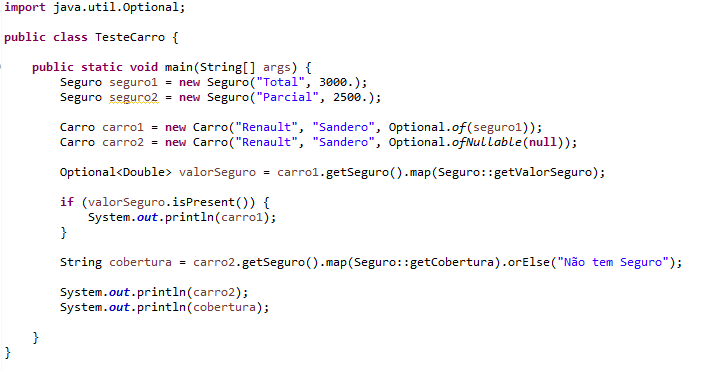 import java.util.Optional;
public class TesteCarro {
public static void main(String[] args) {
Seguro seguro1 = new Seguro("Total", 3000.);
Seguro seguro2 = new Seguro("Parcial", 2500.);
Carro carro1 = new Carro("Renault", "Sandero", Optional.of(seguro1));
Carro carro2 = new Carro("Renault", "Sandero", Optional.ofNullable(null));
Optional<Double> valorSeguro = carro1.getSeguro().map(Seguro::getValorSeguro);
if (valorSeguro.isPresent()) {
System.out.println(carro1);
}
String cobertura = carro2.getSeguro().map(Seguro::getCobertura).orElse("Não tem Seguro");
System.out.println(carro2);
System.out.println(cobertura);
}
}